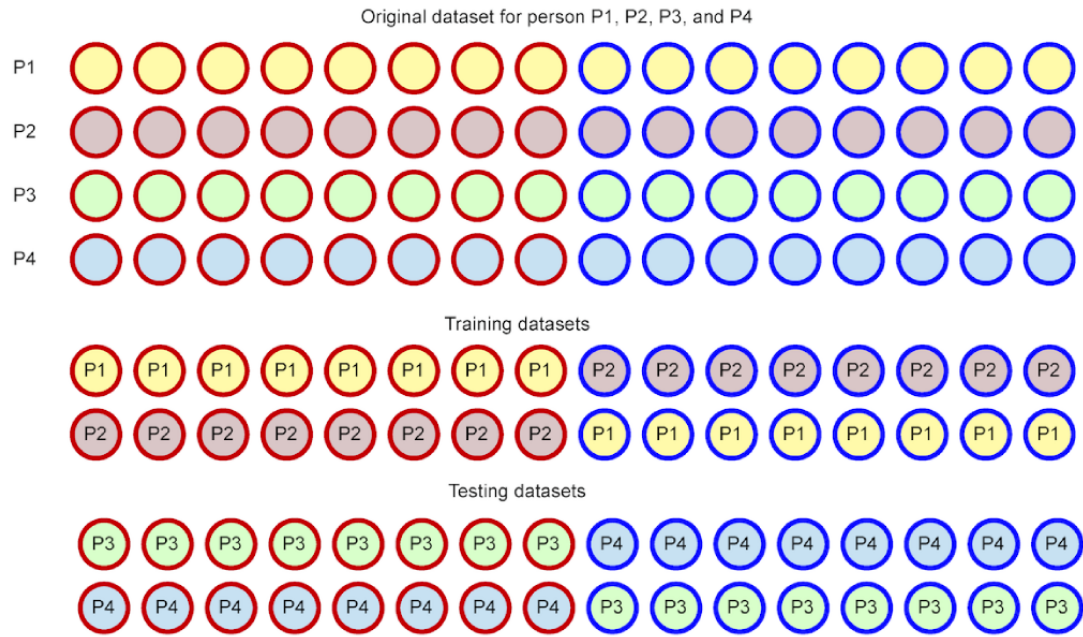 Original dataset for person P1, P2, P3, and P4
P1
P2
P3
P4
Training datasets
P1 P1 P1 P1 P1 P1 P1 P1 P2 P2 P2 P2 P2 P2 P2 P2
P2 P2 P2 P2 P2 P2 P2 P2 P1 P1 P1 P1 P1 P1 P1 P1
Testing datasets
P3 P3 P3 P3 P3 P3 P3 P3 P4 P4 P4 P4 P4 P4 P4 P4
P4 P4 P4 P4 P4 P4 P4 P4 P3 P3 P3 P3 P3 P3 P3 P3